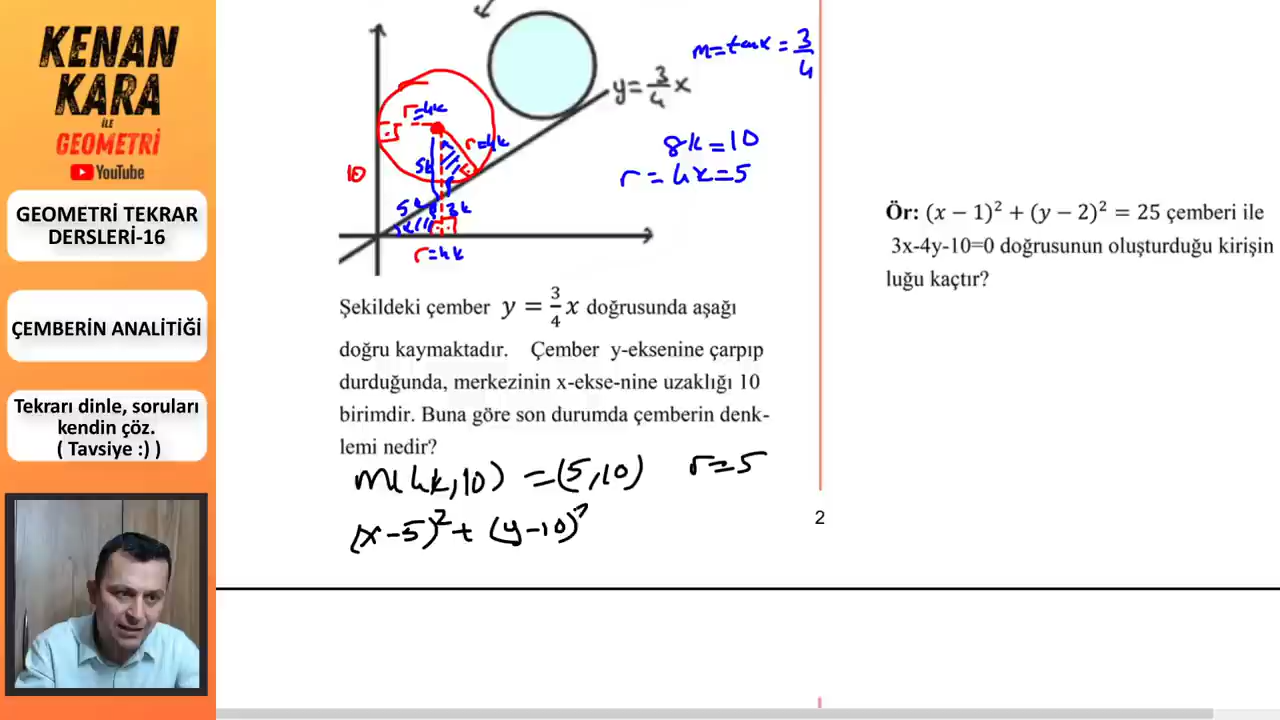 KENAN
KARA
İLE
GEOMETRİ
YouTube
GEOMETRİ TEKRAR
DERSLERİ-16
ÇEMBERİN ANALİTİĞİ
Tekrarı dinle, soruları
kendin çöz.
( Tavsiye :) )
m=tanα = 3/4
y=3/4 x
r=4k
r=4k
5k
10
5k
3k
α
r=4k
8k=10
r=4k=5
Şekildeki çember y = 3/4 x doğrusunda aşağı
doğru kaymaktadır. Çember y-eksenine çarpıp
durduğunda, merkezinin x-ekse-nine uzaklığı 10
birimdir. Buna göre son durumda çemberin denk-
lemi nedir?
M(4k,10) =(5,10) r=5
(x-5)²+(y-10)²
2
Ör: (x − 1)² + (y − 2)² = 25 çemberi ile
3x-4y-10=0 doğrusunun oluşturduğu kirişin
luğu kaçtır?